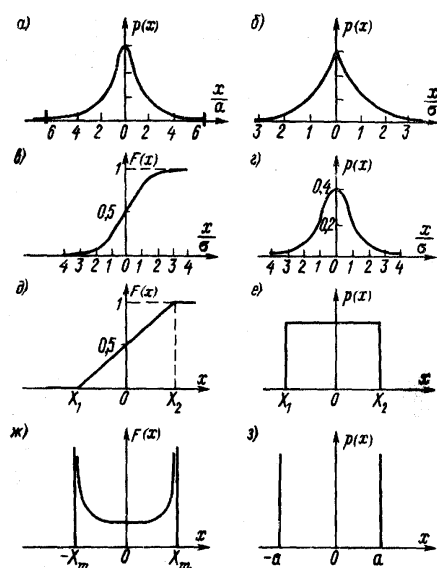 а) p(x) б) p(x)
x/a x/σ
6 4 2 0 2 4 6 3 2 1 0 1 2 3
в) F(x) г) p(x)
1 0,4
0,5 0,2
x/σ x/σ
4 3 2 1 0 1 2 3 4 4 3 2 1 0 1 2 3 4
д) F(x) е) p(x)
1
0,5
X₁ 0 X₂ x X₁ 0 X₂ x
ж) F(x) з) p(x)
-Xₘ 0 Xₘ x -a 0 a x